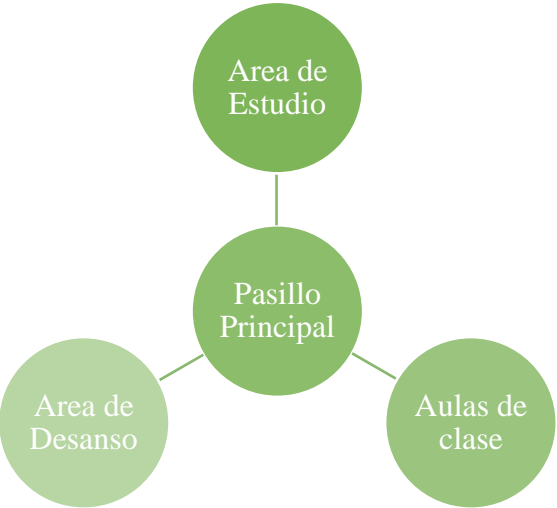 Area de
Estudio
Pasillo
Principal
Area de
Desanso
Aulas de
clase